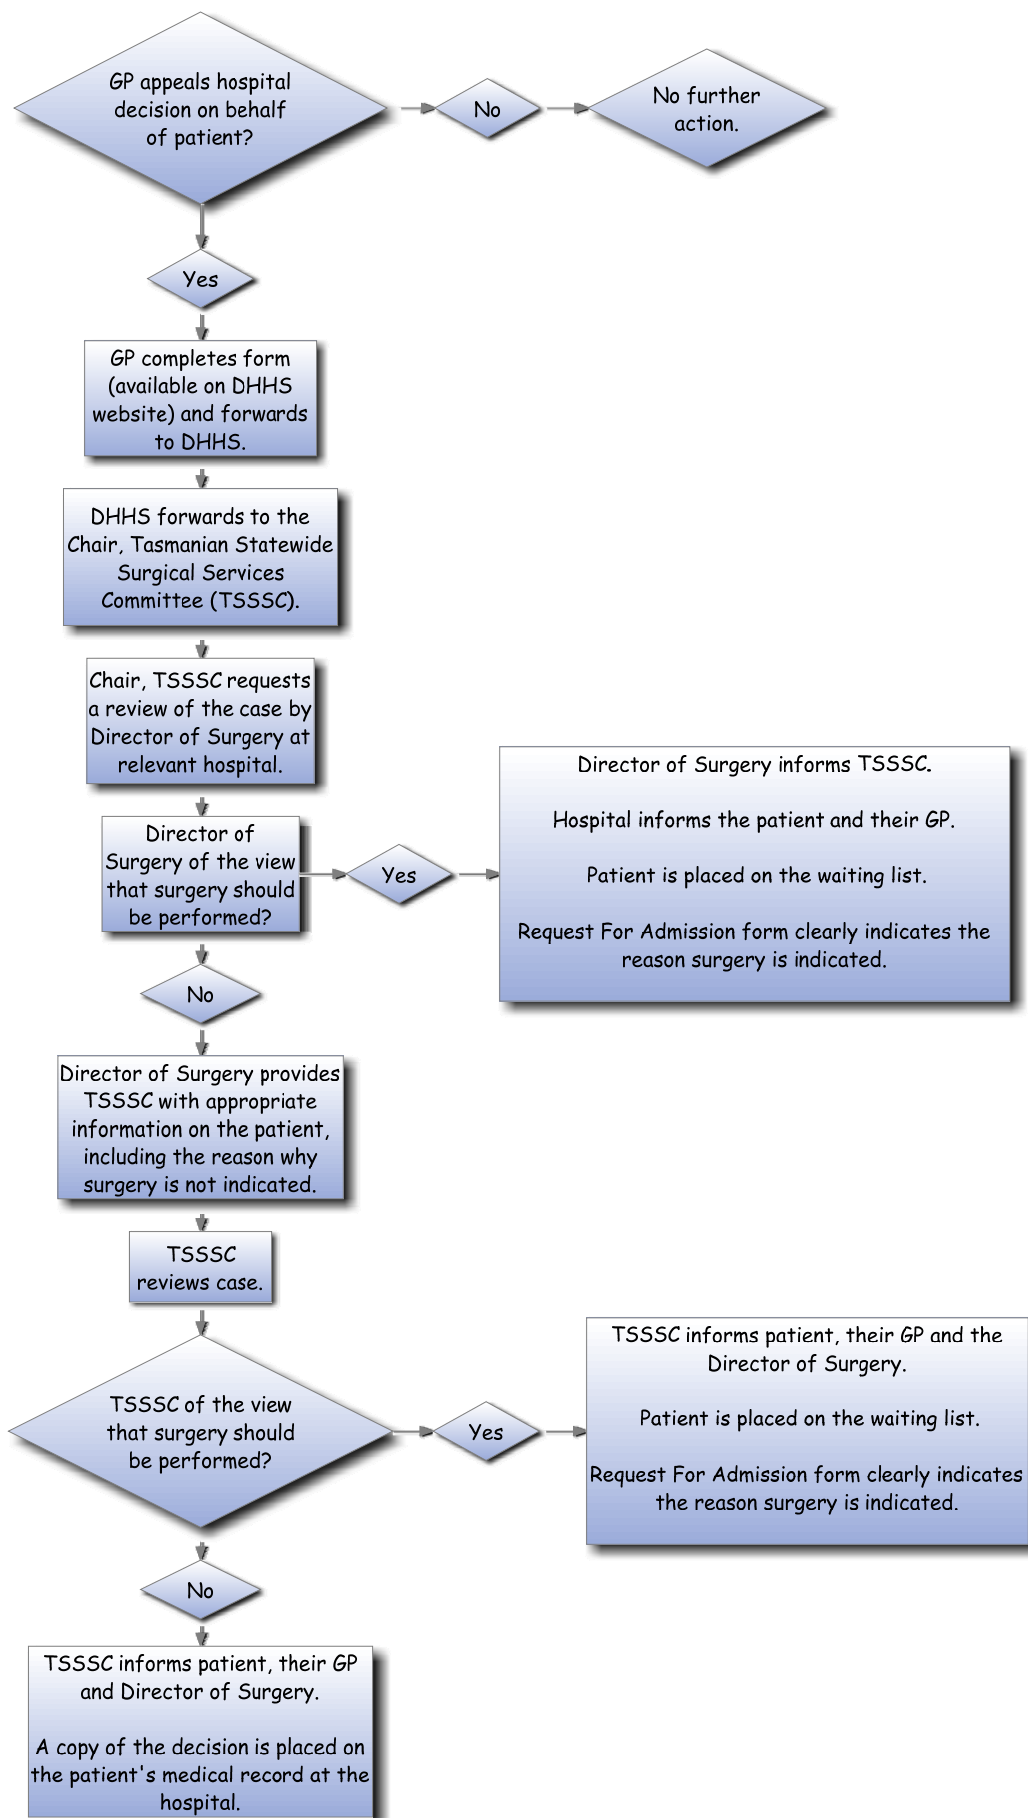 GP appeals hospital
decision on behalf
of patient?
No
No further
action.
Yes
GP completes form
(available on DHHS
website) and forwards
to DHHS.
DHHS forwards to the
Chair, Tasmanian Statewide
Surgical Services
Committee (TSSSC).
Chair, TSSSC requests
a review of the case by
Director of Surgery at
relevant hospital.
Director of
Surgery of the view
that surgery should
be performed?
Yes
Director of Surgery informs TSSSC.
Hospital informs the patient and their GP.
Patient is placed on the waiting list.
Request For Admission form clearly indicates the
reason surgery is indicated.
No
Director of Surgery provides
TSSSC with appropriate
information on the patient,
including the reason why
surgery is not indicated.
TSSSC
reviews case.
TSSSC of the view
that surgery should
be performed?
Yes
TSSSC informs patient, their GP and the
Director of Surgery.
Patient is placed on the waiting list.
Request For Admission form clearly indicates
the reason surgery is indicated.
No
TSSSC informs patient, their GP
and Director of Surgery.
A copy of the decision is placed on
the patient's medical record at the
hospital.